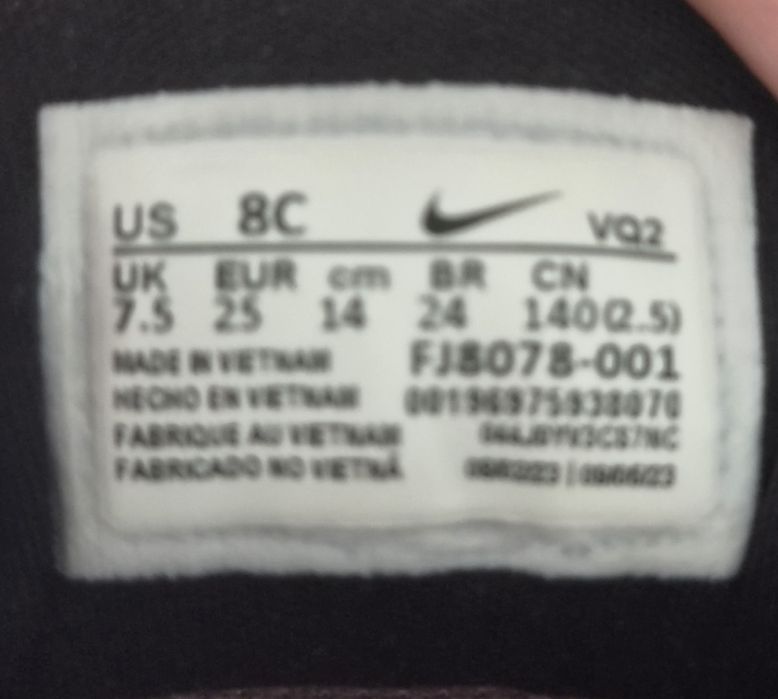 US 8C VQ2
UK EUR cm BR CN
7.5 25 14 24 140(2.5)
MADE IN VIETNAM FJ8078-001
HECHO EN VIETNAM
FABRIQUE AU VIETNAM
FABRICADO NO VIETNÃ